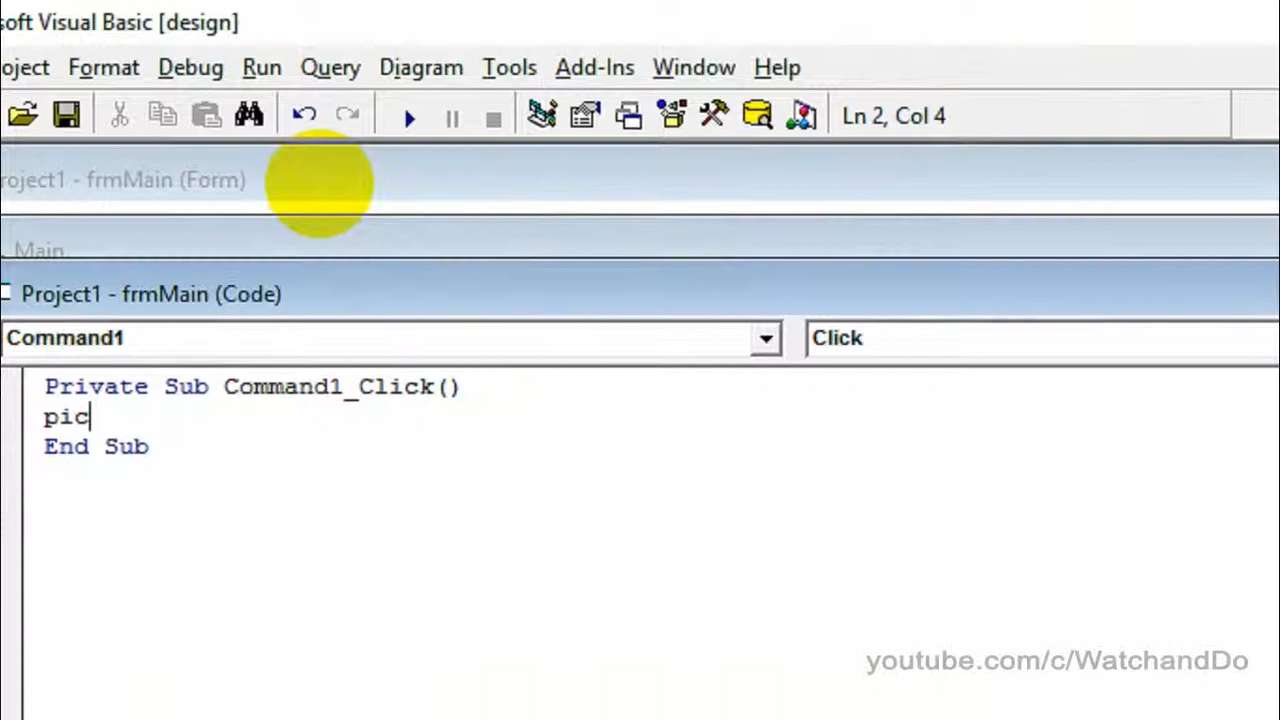 soft Visual Basic [design]
oject Format Debug Run Query Diagram Tools Add-Ins Window Help
Ln 2, Col 4
roject1 - frmMain (Form)
Main
Project1 - frmMain (Code)
Command1 Click
Private Sub Command1_Click()
pic
End Sub
youtube.com/c/WatchandDo